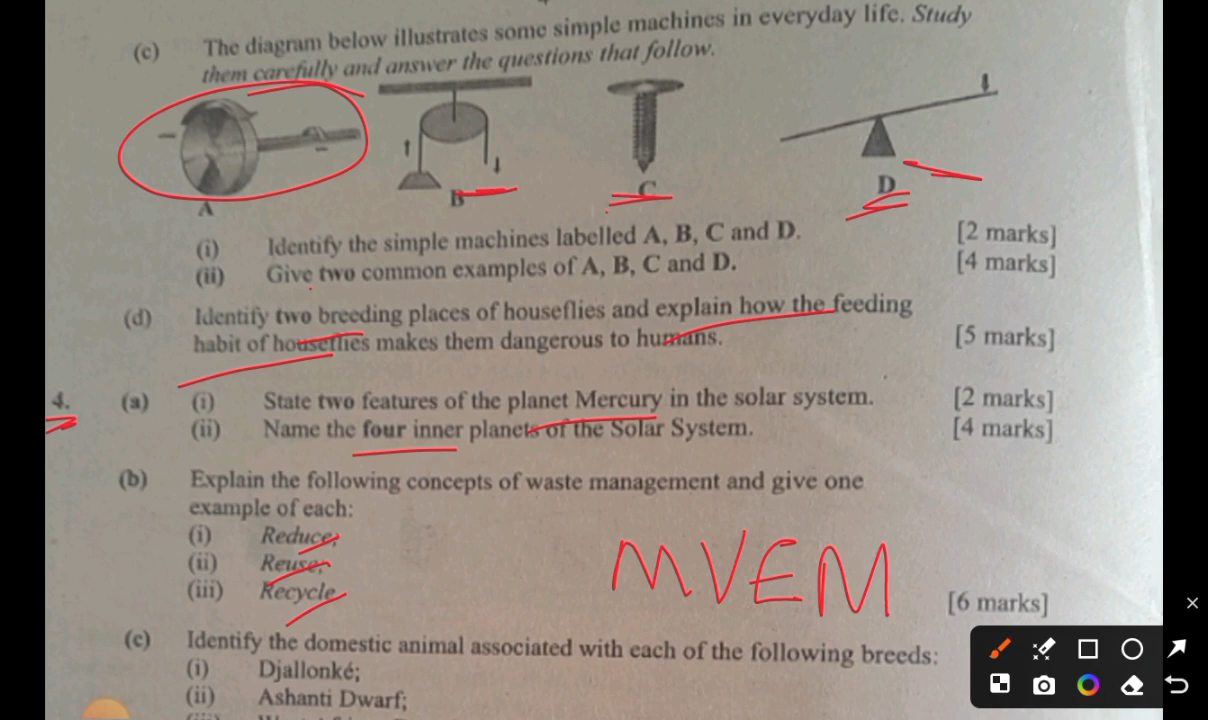 (c) The diagram below illustrates some simple machines in everyday life. Study
them carefully and answer the questions that follow.
A B C D
(i) Identify the simple machines labelled A, B, C and D. [2 marks]
(ii) Give two common examples of A, B, C and D. [4 marks]
(d) Identify two breeding places of houseflies and explain how the feeding
habit of houseflies makes them dangerous to humans. [5 marks]
4. (a) (i) State two features of the planet Mercury in the solar system. [2 marks]
(ii) Name the four inner planets of the Solar System. [4 marks]
(b) Explain the following concepts of waste management and give one
example of each:
(i) Reduce;
(ii) Reuse;
(iii) Recycle
MVEM
[6 marks]
(c) Identify the domestic animal associated with each of the following breeds:
(i) Djallonké;
(ii) Ashanti Dwarf;